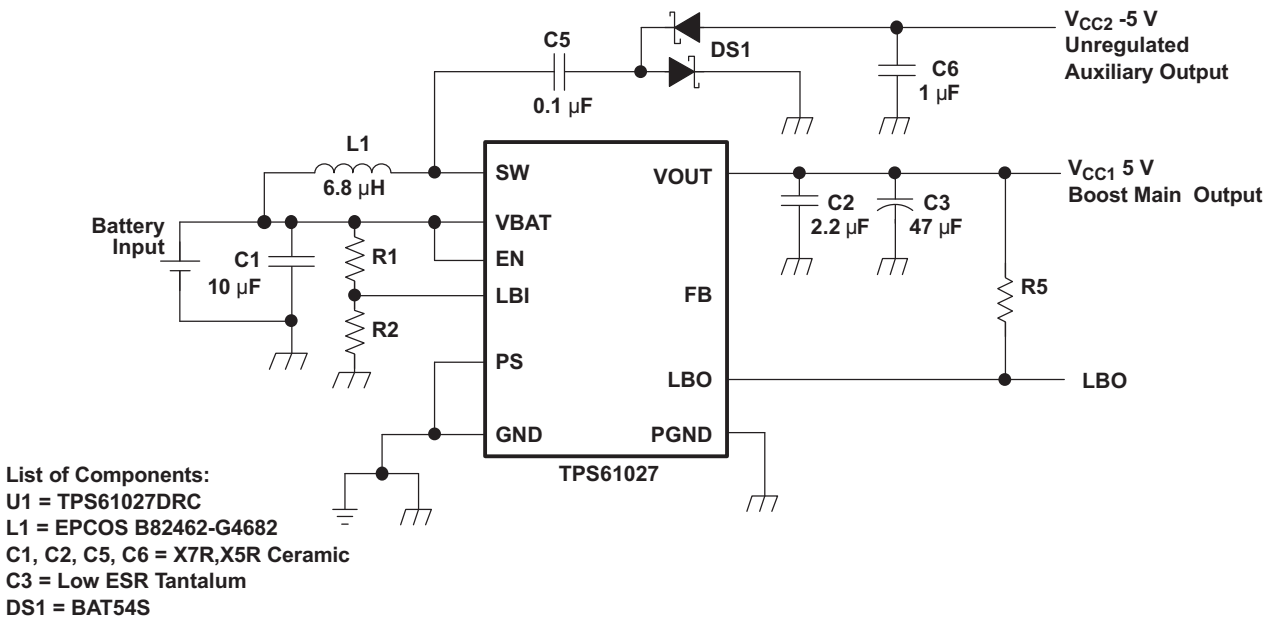 C5
0.1 µF
DS1
C6
1 µF
V_CC2 -5 V
Unregulated
Auxiliary Output
L1
6.8 µH
SW
VOUT
V_CC1 5 V
Boost Main Output
C2
2.2 µF
C3
47 µF
Battery
Input
C1
10 µF
R1
R2
VBAT
EN
LBI
FB
R5
PS
LBO
LBO
GND
PGND
TPS61027
List of Components:
U1 = TPS61027DRC
L1 = EPCOS B82462-G4682
C1, C2, C5, C6 = X7R,X5R Ceramic
C3 = Low ESR Tantalum
DS1 = BAT54S